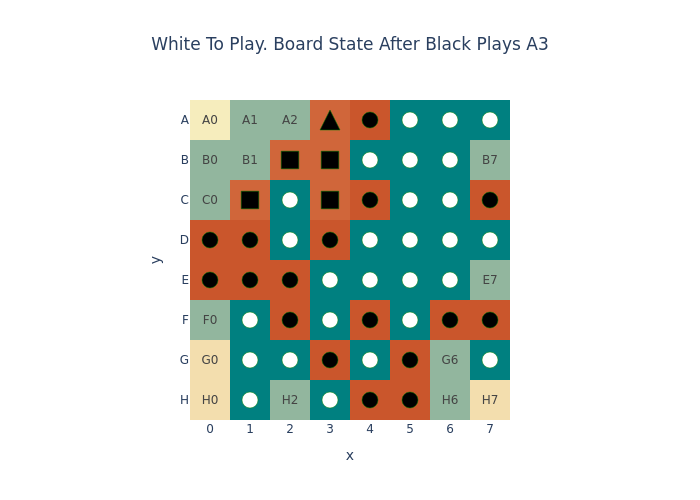 White To Play. Board State After Black Plays A3
A A0 A1 A2
B B0 B1 B7
C C0
D
E E7
F F0
G G0 G6
H H0 H2 H6 H7
0 1 2 3 4 5 6 7
x
y